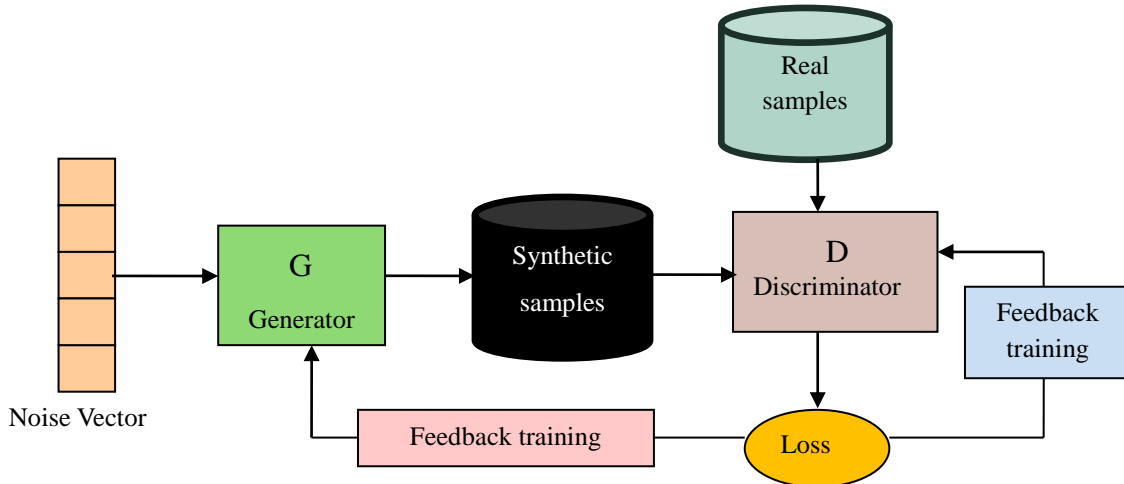 Real
samples
G
Generator
Synthetic
samples
D
Discriminator
Feedback
training
Noise Vector
Feedback training
Loss